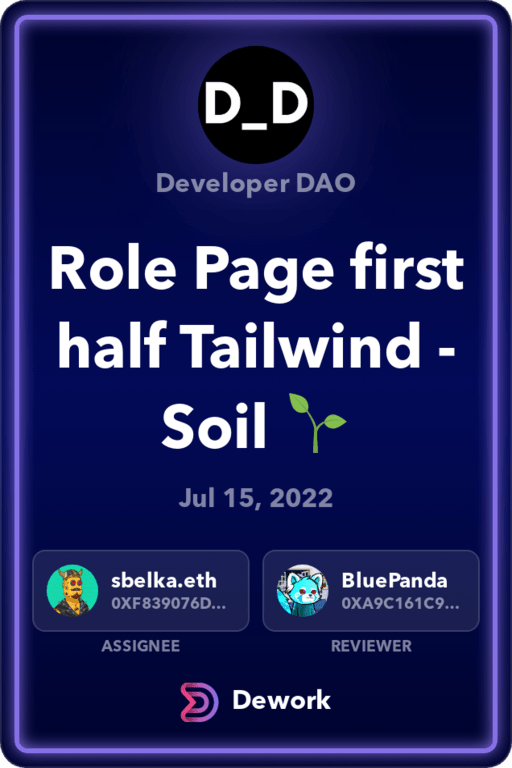 D_D
Developer DAO
Role Page first
half Tailwind -
Soil 🌱
Jul 15, 2022
sbelka.eth
0XF839076D...
BluePanda
0XA9C161C9...
ASSIGNEE
REVIEWER
Dework